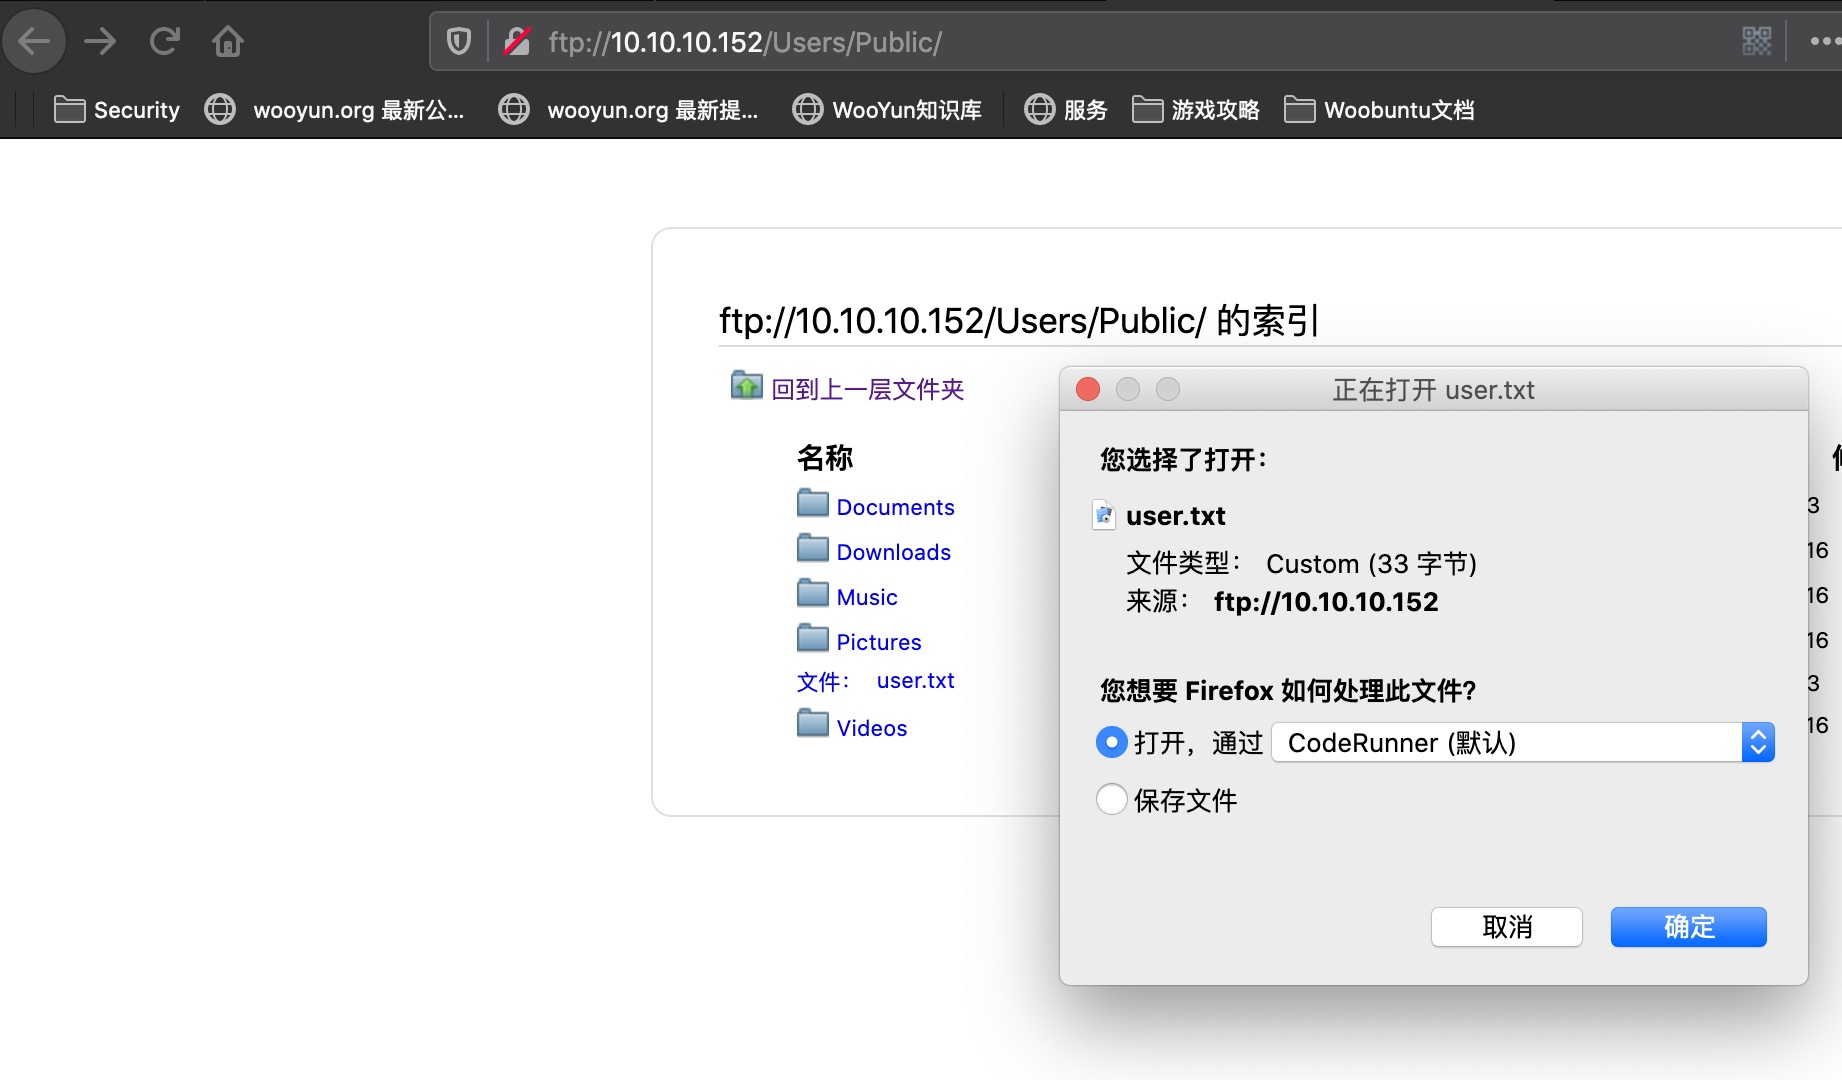 ftp://10.10.10.152/Users/Public/
Security wooyun.org 最新公... wooyun.org 最新提... WooYun知识库 服务 游戏攻略 Woobuntu文档
ftp://10.10.10.152/Users/Public/ 的索引
回到上一层文件夹
名称
Documents
Downloads
Music
Pictures
文件： user.txt
Videos
3
16
16
16
3
16
正在打开 user.txt
您选择了打开：
user.txt
文件类型： Custom (33 字节)
来源： ftp://10.10.10.152
您想要 Firefox 如何处理此文件?
打开，通过 CodeRunner (默认)
保存文件
取消 确定